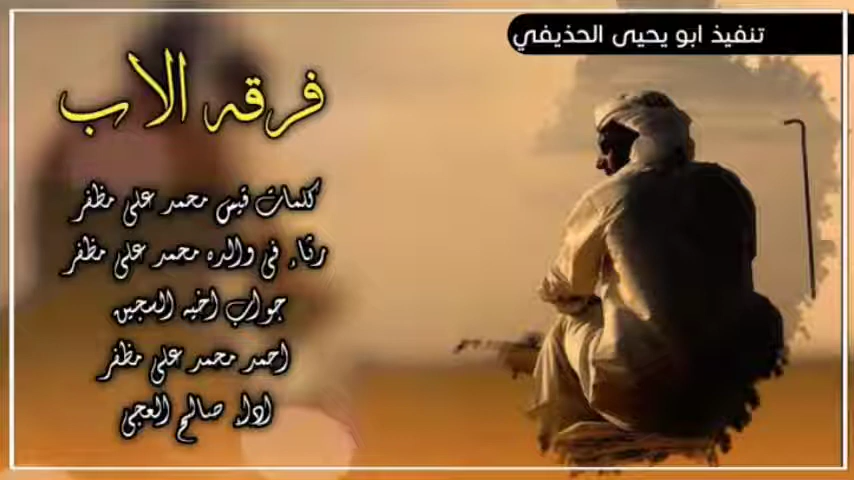 تنفيذ ابو يحيى الحذيفي
فرقه الاب
كلمات قيس محمد علي مظفر
رثاء في والده محمد علي مظفر
جواب اخيه السجين
احمد محمد علي مظفر
اداء صالح العجي